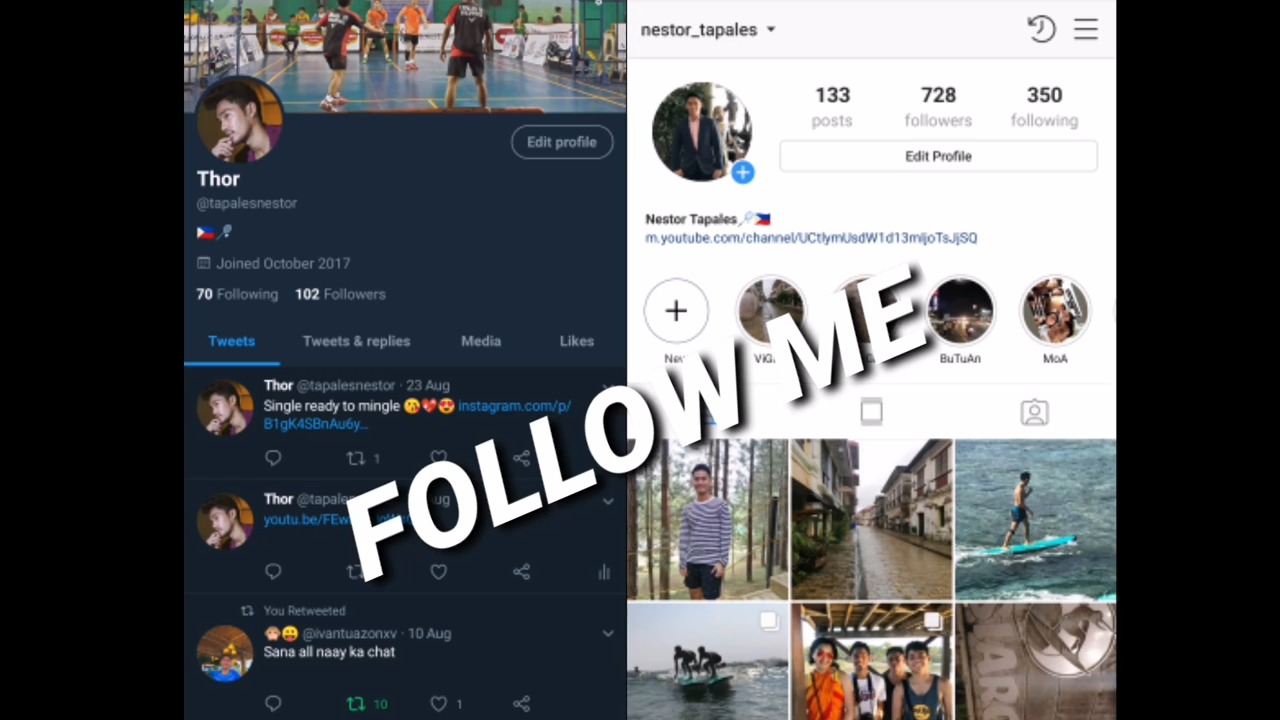 Thor
@tapalesnestor
Edit profile
Joined October 2017
70 Following 102 Followers
Tweets Tweets & replies Media Likes
Thor @tapalesnestor · 23 Aug
Single ready to mingle 😘💖😍 instagram.com/p/
B1gK4SBnAu6y…
1
Thor
You Retweeted
🙊😛 @ivantuazonxv · 10 Aug
Sana all naay ka chat
10 1
nestor_tapales
133 728 350
posts followers following
Edit Profile
Nestor Tapales🏸🇵🇭
m.youtube.com/channel/UCtlymUsdW1d13mIjoTsJjSQ
BuTuAn MoA
FOLLOW ME